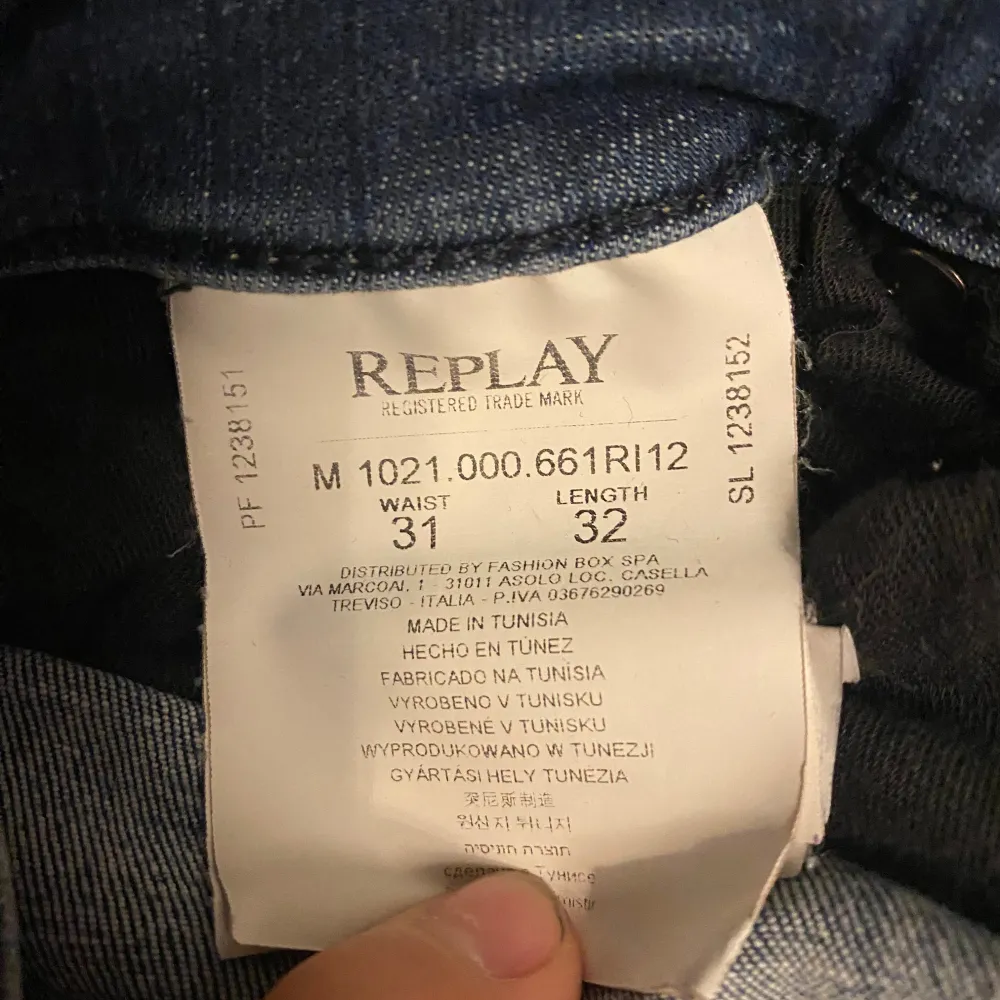 REPLAY
REGISTERED TRADE MARK
PF 1238151
SL 1238152
M 1021.000.661RI12
WAIST LENGTH
31 32
DISTRIBUTED BY FASHION BOX SPA
VIA MARCOAI, 1 - 31011 ASOLO LOC. CASELLA
TREVISO - ITALIA - P.IVA 03676290269
MADE IN TUNISIA
HECHO EN TÚNEZ
FABRICADO NA TUNÍSIA
VYROBENO V TUNISKU
VYROBENÉ V TUNISKU
WYPRODUKOWANO W TUNEZJI
GYÁRTÁSI HELY TUNÉZIA
突尼斯制造
원산지 튀니지
תוצרת תוניסיה
Тунисе